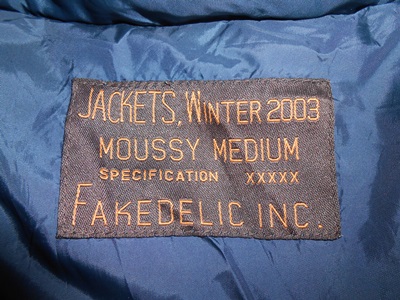 JACKETS, WINTER 2003
MOUSSY MEDIUM
SPECIFICATION XXXXX
FAKEDELIC INC.